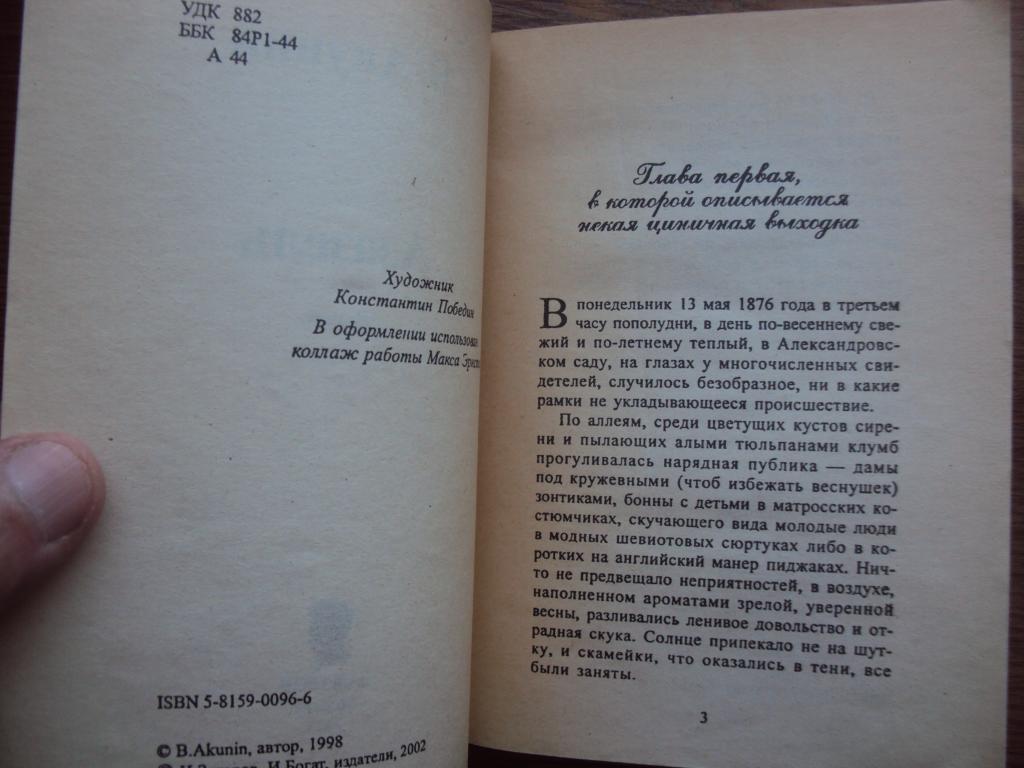 УДК 882
ББК 84Р1-44
А 44
Художник
Константин Победин
В оформлении использован
коллаж работы Макса Эрнста
ISBN 5-8159-0096-6
© B.Akunin, автор, 1998
И.Богат, издатели, 2002
Глава первая,
в которой описывается
некая циничная выходка
В понедельник 13 мая 1876 года в третьем
часу пополудни, в день по-весеннему све-
жий и по-летнему теплый, в Александровс-
ком саду, на глазах у многочисленных сви-
детелей, случилось безобразное, ни в какие
рамки не укладывающееся происшествие.
По аллеям, среди цветущих кустов сире-
ни и пылающих алыми тюльпанами клумб
прогуливалась нарядная публика — дамы
под кружевными (чтоб избежать веснушек)
зонтиками, бонны с детьми в матросских ко-
стюмчиках, скучающего вида молодые люди
в модных шевиотовых сюртуках либо в ко-
ротких на английский манер пиджаках. Нич-
то не предвещало неприятностей, в воздухе,
наполненном ароматами зрелой, уверенной
весны, разливались ленивое довольство и от-
радная скука. Солнце припекало не на шут-
ку, и скамейки, что оказались в тени, все
были заняты.
3